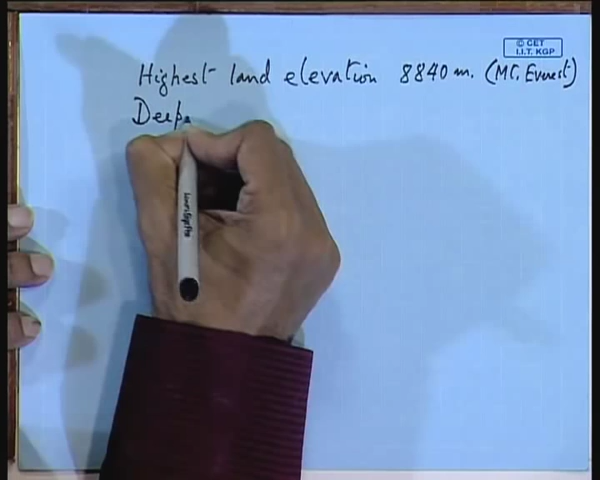 © CET
I.I.T. KGP
Highest land elevation 8840 m. (Mt. Everest)
Deep